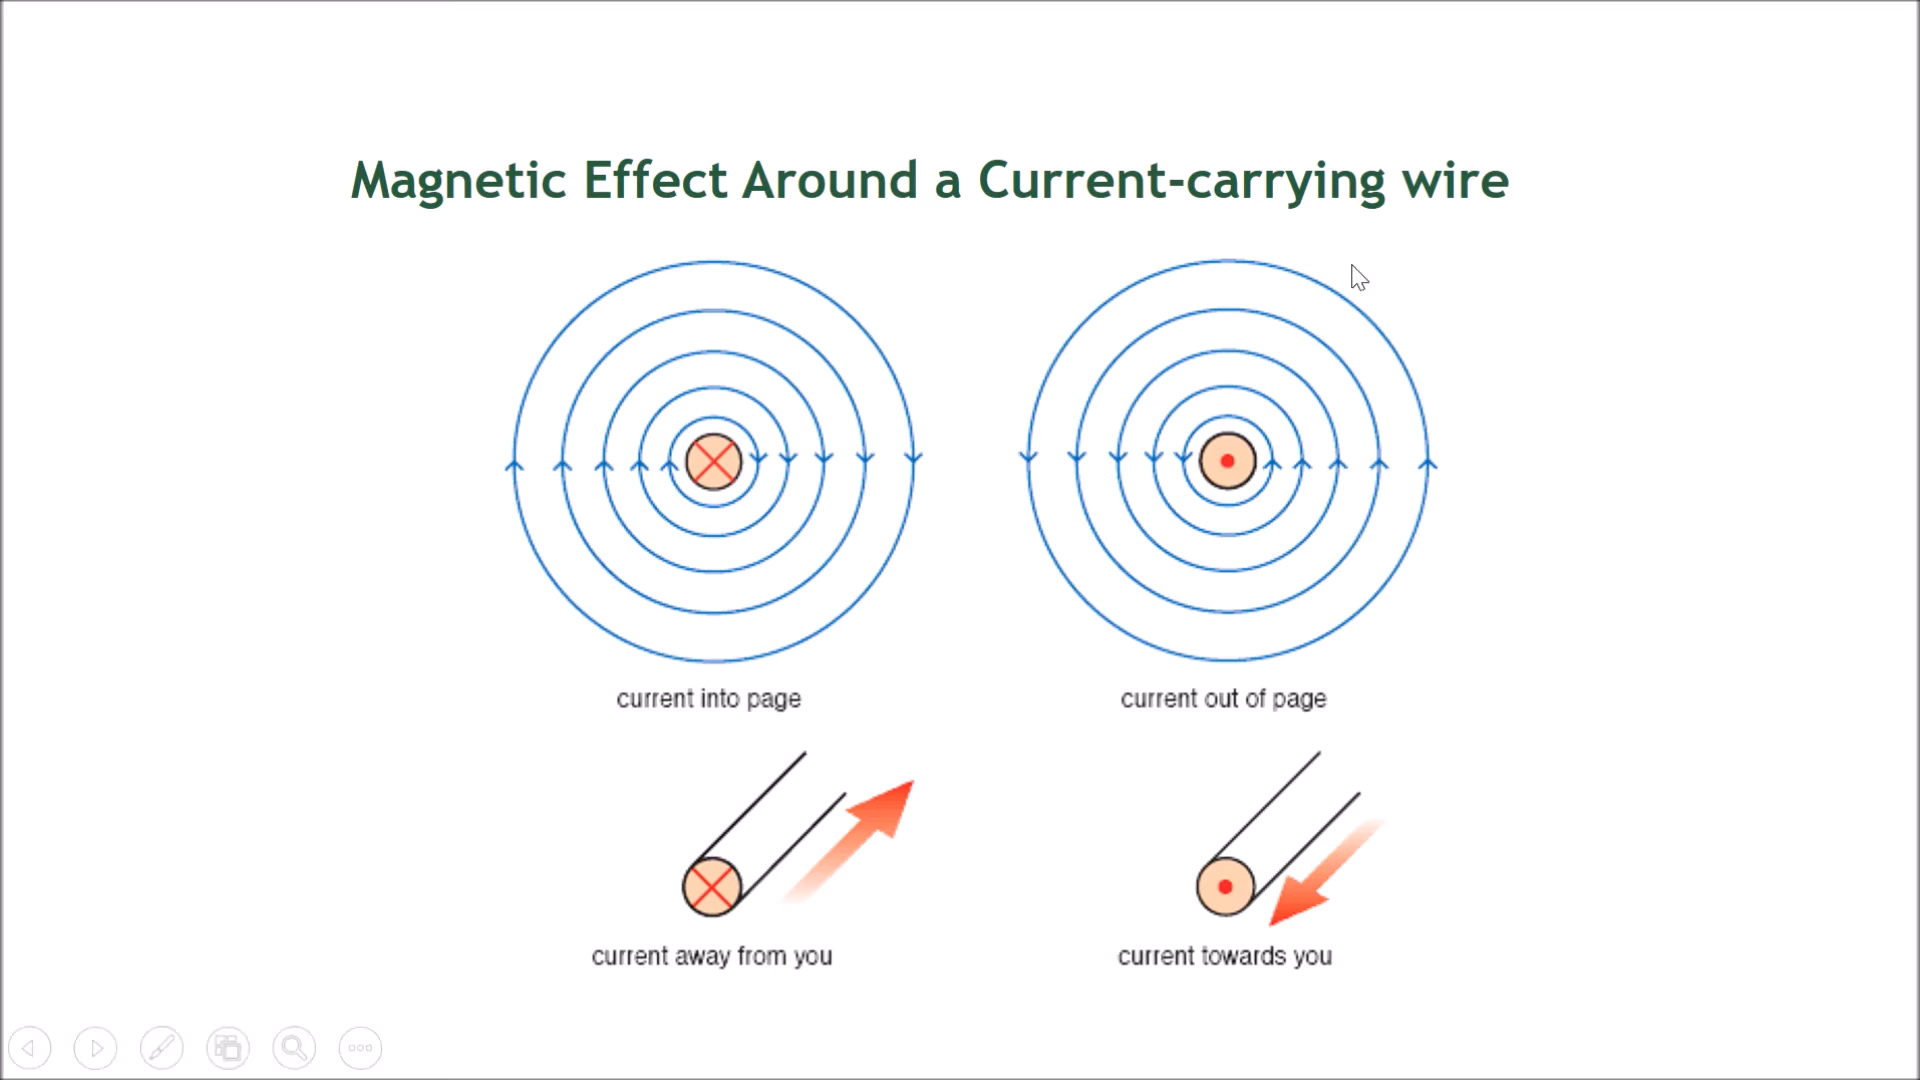 Magnetic Effect Around a Current-carrying wire
current into page
current out of page
current away from you
current towards you